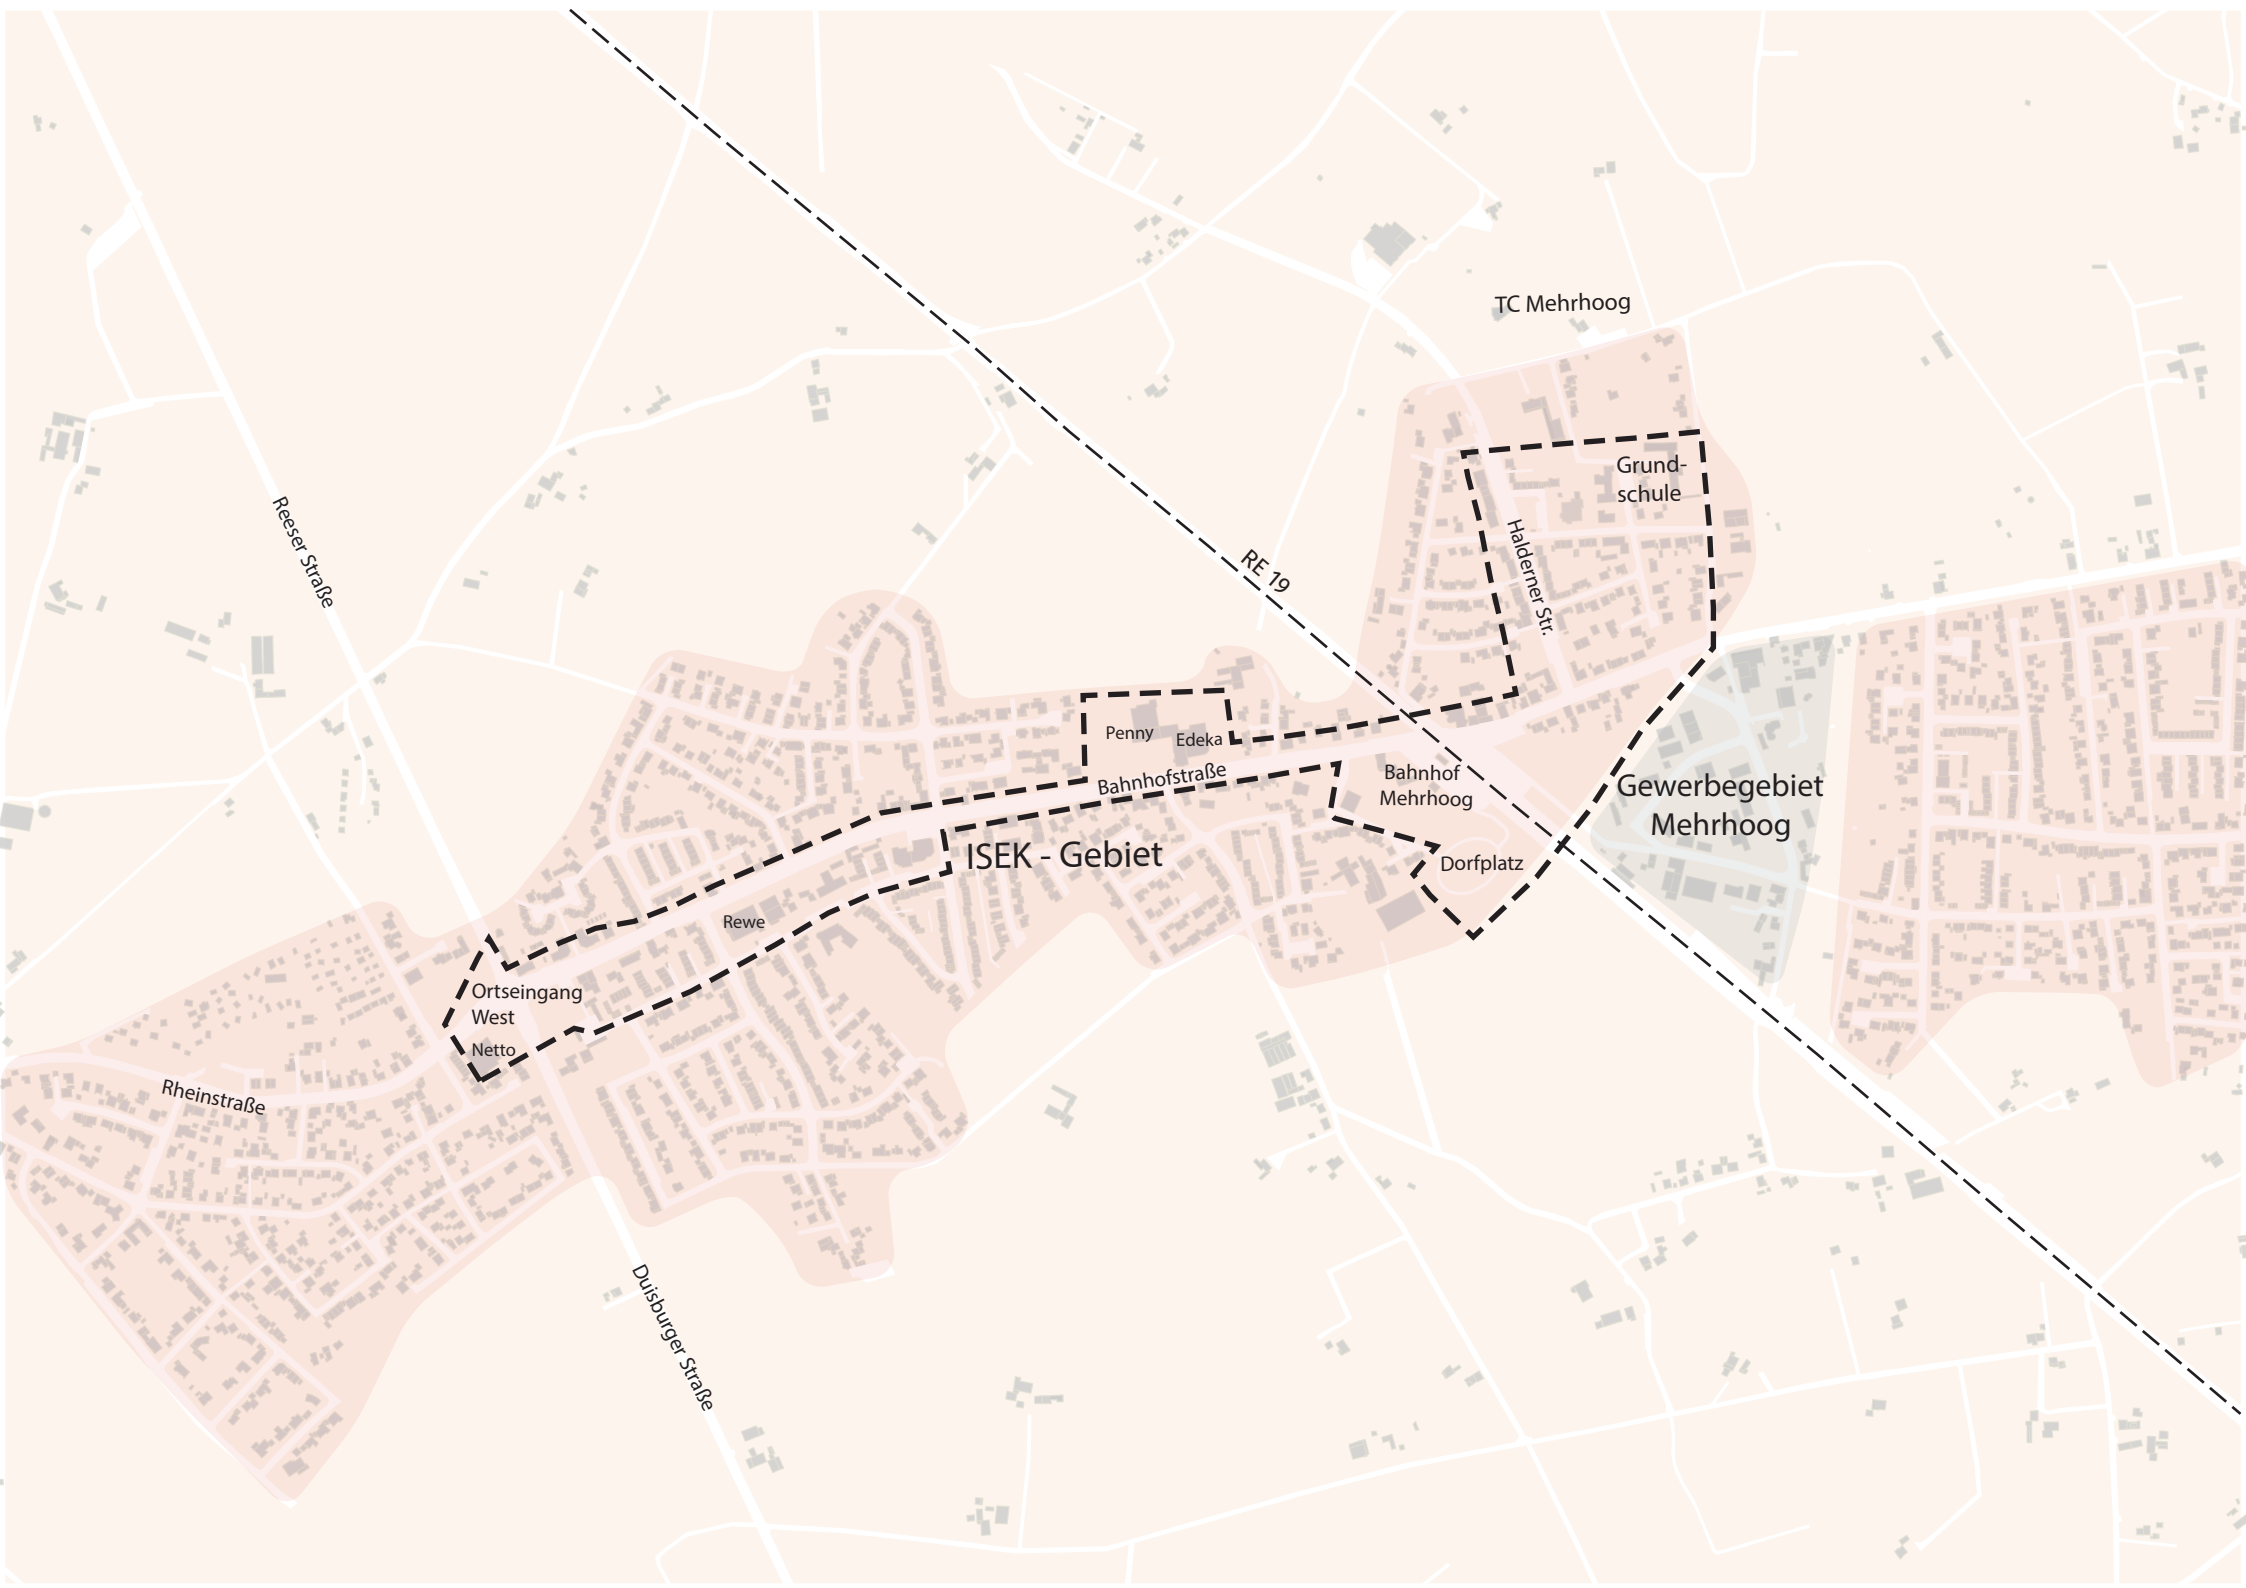 TC Mehrhoog
Grund-
schule
Reeser Straße
RE 19
Halderner Str.
Penny
Edeka
Bahnhofstraße
Bahnhof
Mehrhoog
Gewerbegebiet
Mehrhoog
ISEK - Gebiet
Dorfplatz
Rewe
Ortseingang
West
Netto
Rheinstraße
Duisburger Straße